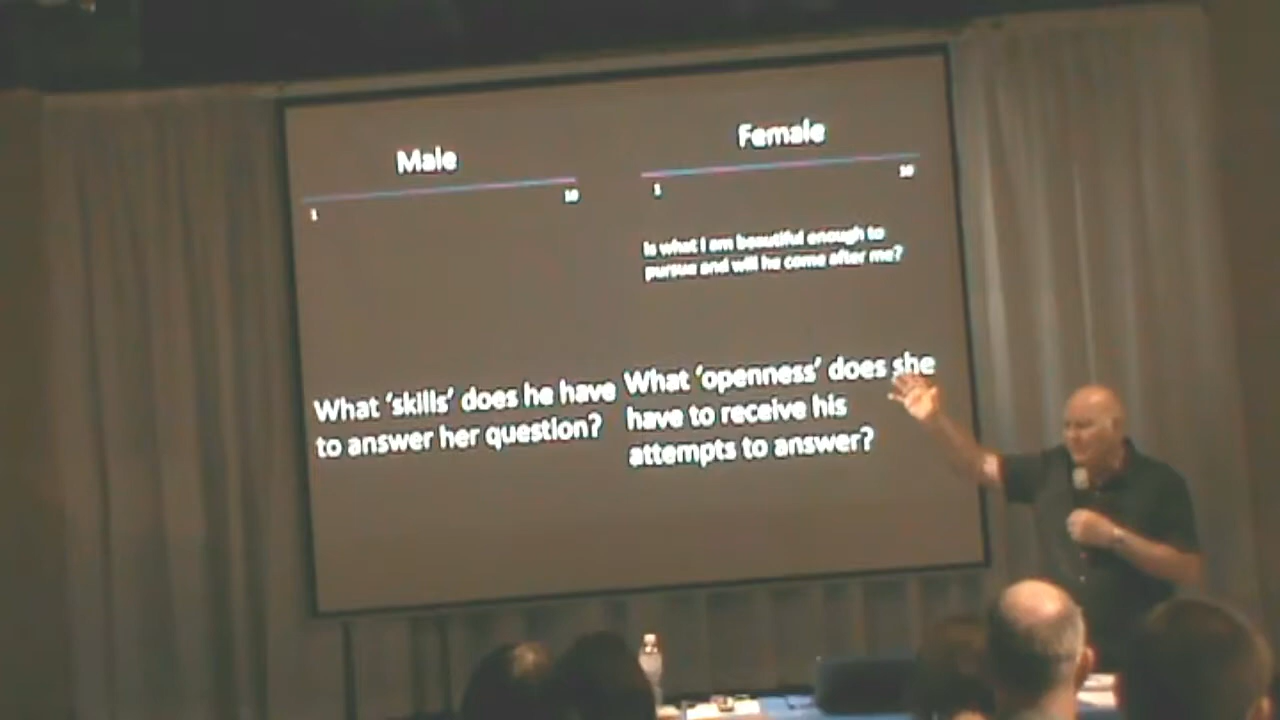 Male
1
10
What ‘skills’ does he have
to answer her question?
Female
1
10
Is what I am beautiful enough to
pursue and will he come after me?
What ‘openness’ does she
have to receive his
attempts to answer?